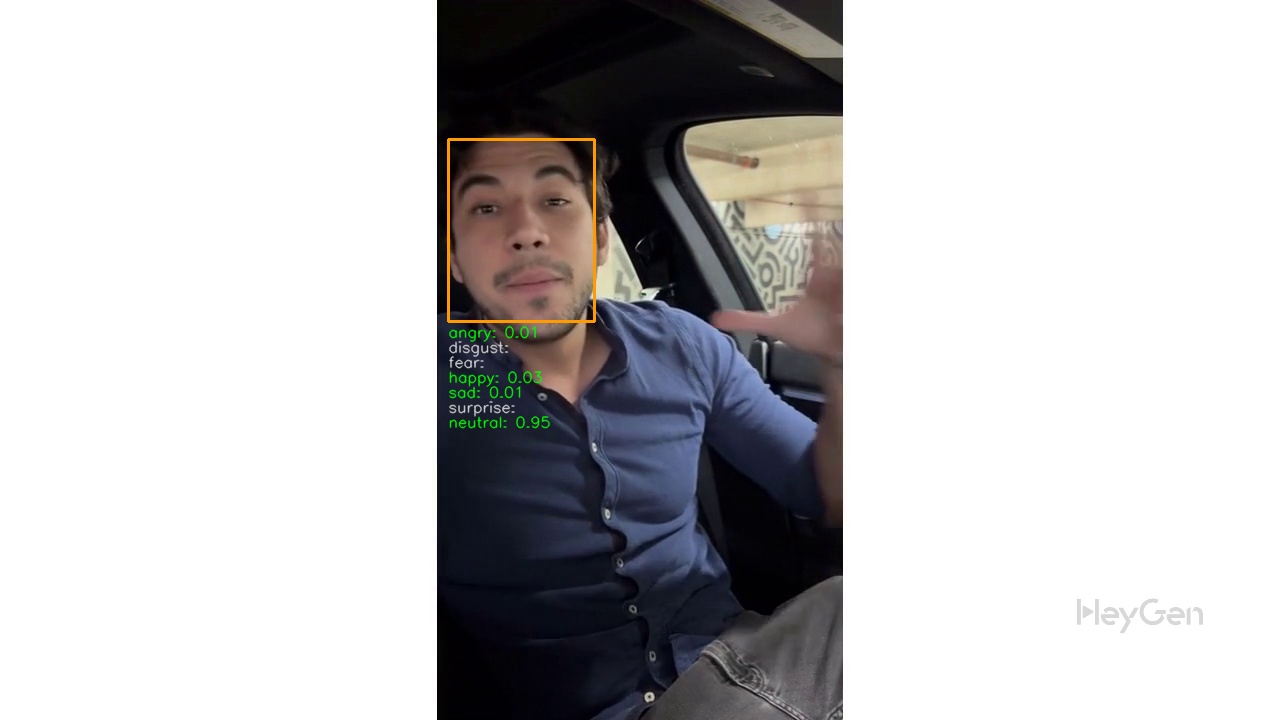 angry: 0.01
disgust:
fear:
happy: 0.03
sad: 0.01
surprise:
neutral: 0.95
HeyGen